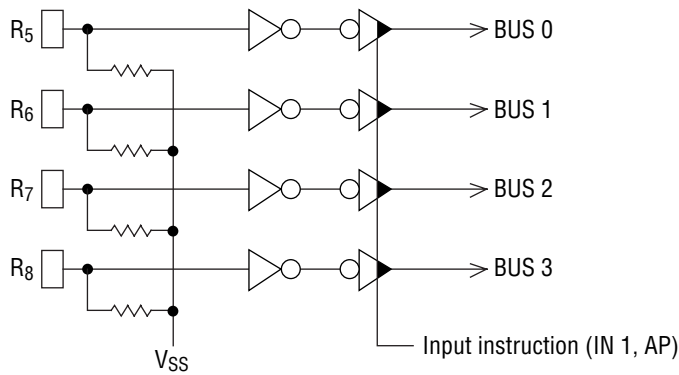 R5 BUS 0
R6 BUS 1
R7 BUS 2
R8 BUS 3
Input instruction (IN 1, AP)
VSS